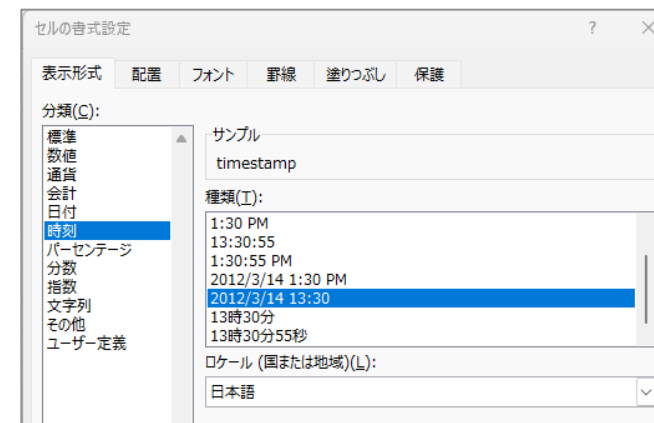 セルの書式設定
?
表示形式 配置 フォント 罫線 塗りつぶし 保護
分類(C):
標準
数値
通貨
会計
日付
時刻
パーセンテージ
分数
指数
文字列
その他
ユーザー定義
サンプル
timestamp
種類(T):
1:30 PM
13:30:55
1:30:55 PM
2012/3/14 1:30 PM
2012/3/14 13:30
13時30分
13時30分55秒
ロケール (国または地域)(L):
日本語